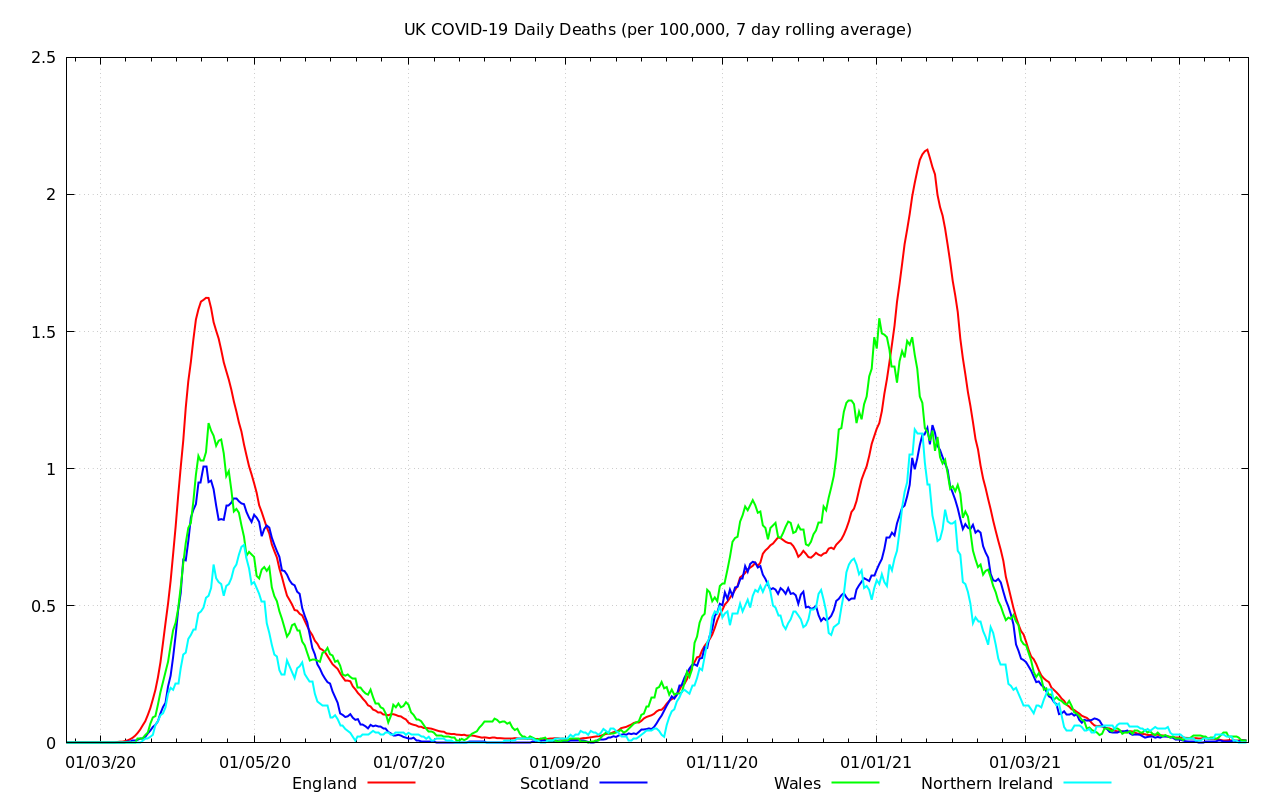 UK COVID-19 Daily Deaths (per 100,000, 7 day rolling average)
2.5
2
1.5
1
0.5
0
01/03/20 01/05/20 01/07/20 01/09/20 01/11/20 01/01/21 01/03/21 01/05/21
England Scotland Wales Northern Ireland